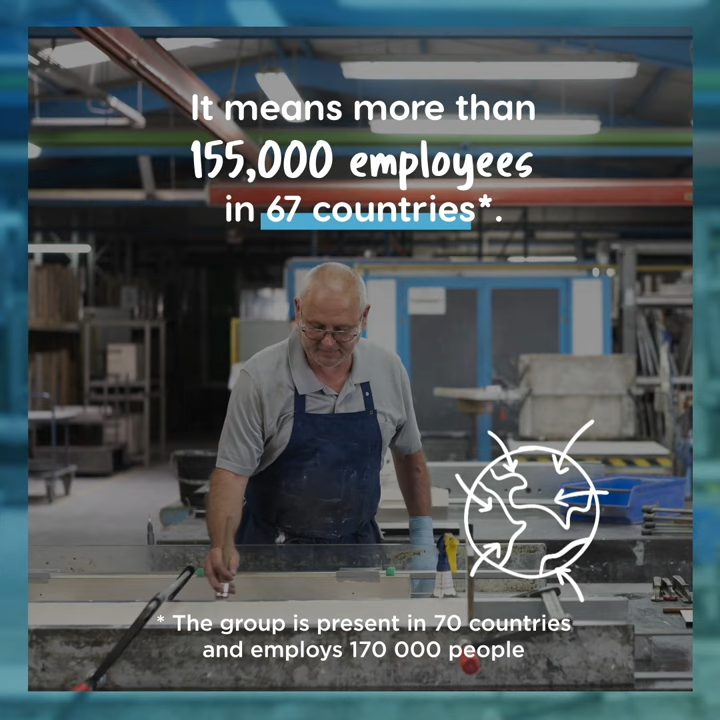 It means more than
155,000 employees
in 67 countries*.
* The group is present in 70 countries
and employs 170 000 people